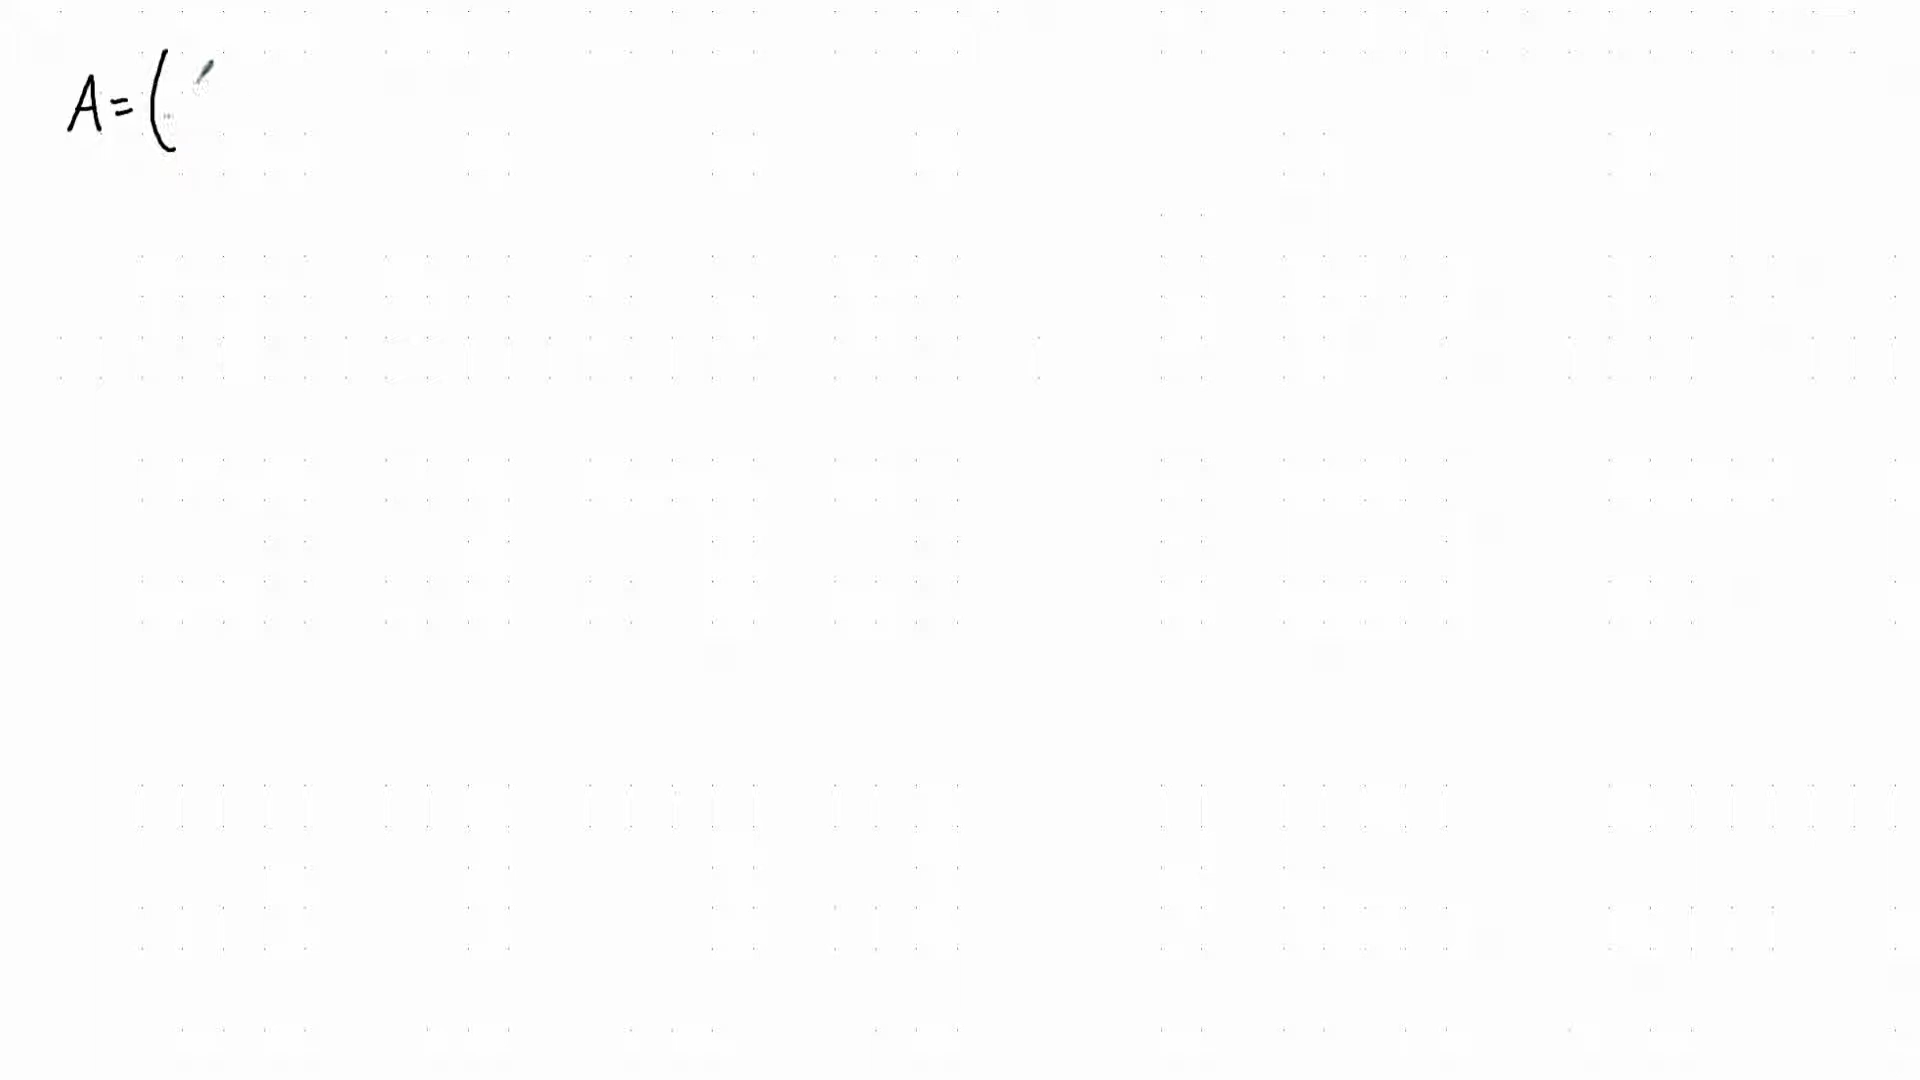 A = (